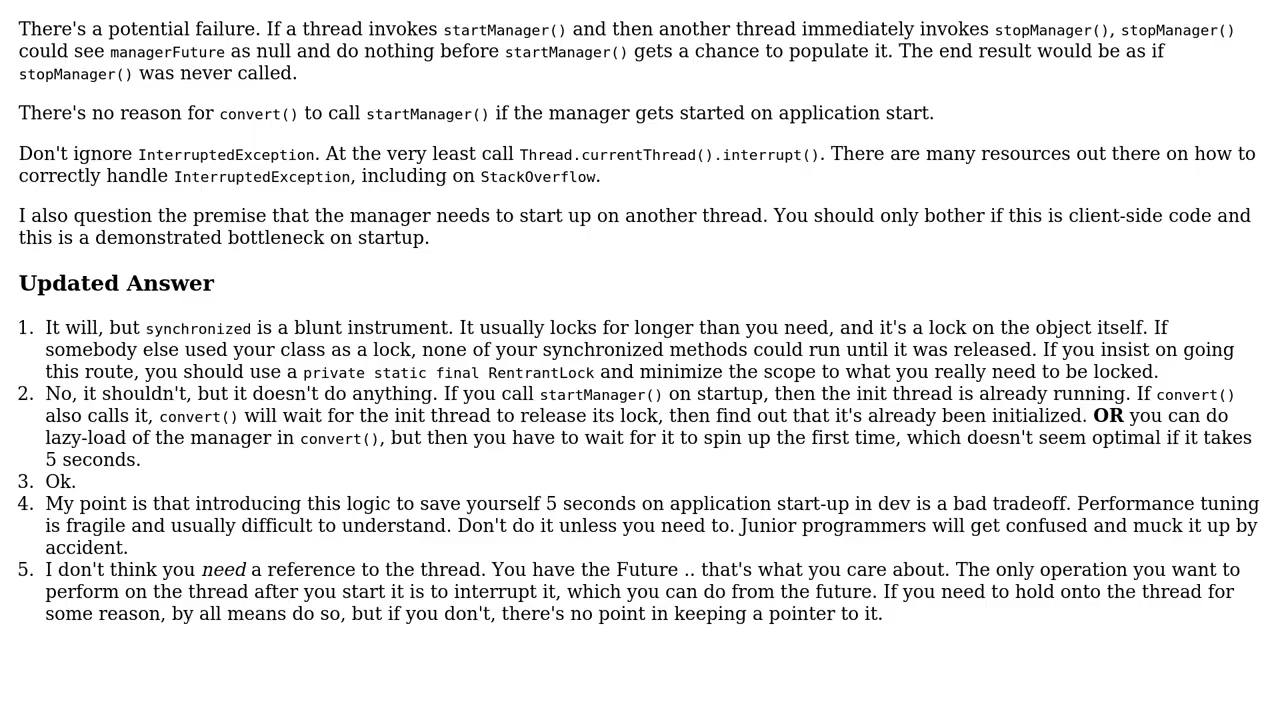 There's a potential failure. If a thread invokes startManager() and then another thread immediately invokes stopManager(), stopManager()
could see managerFuture as null and do nothing before startManager() gets a chance to populate it. The end result would be as if
stopManager() was never called.
There's no reason for convert() to call startManager() if the manager gets started on application start.
Don't ignore InterruptedException. At the very least call Thread.currentThread().interrupt(). There are many resources out there on how to
correctly handle InterruptedException, including on StackOverflow.
I also question the premise that the manager needs to start up on another thread. You should only bother if this is client-side code and
this is a demonstrated bottleneck on startup.
Updated Answer
1. It will, but synchronized is a blunt instrument. It usually locks for longer than you need, and it's a lock on the object itself. If
somebody else used your class as a lock, none of your synchronized methods could run until it was released. If you insist on going
this route, you should use a private static final RentrantLock and minimize the scope to what you really need to be locked.
2. No, it shouldn't, but it doesn't do anything. If you call startManager() on startup, then the init thread is already running. If convert()
also calls it, convert() will wait for the init thread to release its lock, then find out that it's already been initialized. OR you can do
lazy-load of the manager in convert(), but then you have to wait for it to spin up the first time, which doesn't seem optimal if it takes
5 seconds.
3. Ok.
4. My point is that introducing this logic to save yourself 5 seconds on application start-up in dev is a bad tradeoff. Performance tuning
is fragile and usually difficult to understand. Don't do it unless you need to. Junior programmers will get confused and muck it up by
accident.
5. I don't think you need a reference to the thread. You have the Future .. that's what you care about. The only operation you want to
perform on the thread after you start it is to interrupt it, which you can do from the future. If you need to hold onto the thread for
some reason, by all means do so, but if you don't, there's no point in keeping a pointer to it.